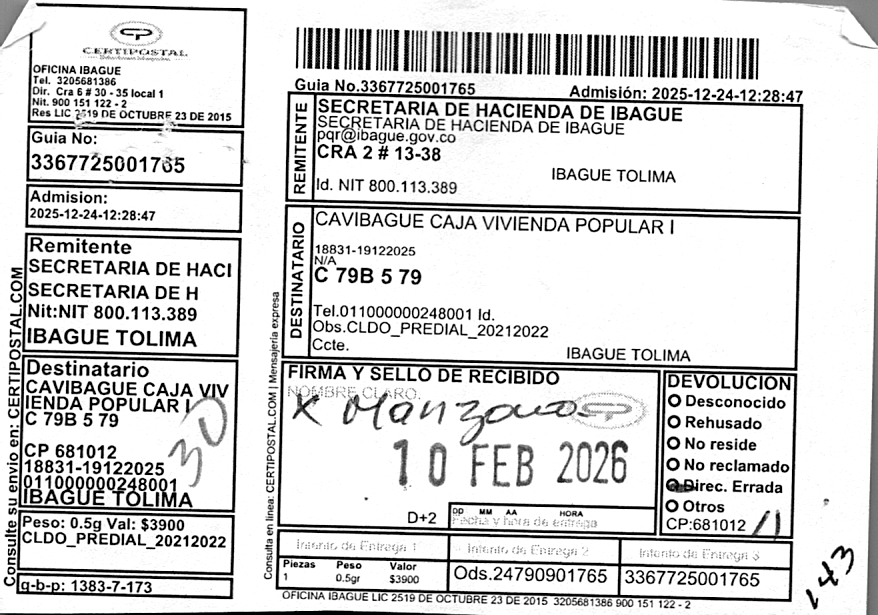 CERTIPOSTAL
OFICINA IBAGUE
Tel. 3205681386
Dir. Cra 6 # 30 - 35 local 1
Nit. 900 151 122 - 2
Res LIC 2519 DE OCTUBRE 23 DE 2015
Guia No:
3367725001765
Admision:
2025-12-24-12:28:47
Remitente
SECRETARIA DE HACI
SECRETARIA DE H
Nit:NIT 800.113.389
IBAGUE TOLIMA
Destinatario
CAVIBAGUE CAJA VIV
IENDA POPULAR I
C 79B 5 79
30
CP 681012
18831-19122025
011000000248001
IBAGUE TOLIMA
Peso: 0.5g Val: $3900
CLDO_PREDIAL_20212022
q-b-p: 1383-7-173
Consulte su envio en: CERTIPOSTAL.COM
Guia No.3367725001765
Admisión: 2025-12-24-12:28:47
REMITENTE
SECRETARIA DE HACIENDA DE IBAGUE
SECRETARIA DE HACIENDA DE IBAGUE
pqr@ibague.gov.co
CRA 2 # 13-38
IBAGUE TOLIMA
Id. NIT 800.113.389
DESTINATARIO
CAVIBAGUE CAJA VIVIENDA POPULAR I
18831-19122025
N/A
C 79B 5 79
Tel.011000000248001 Id.
Obs.CLDO_PREDIAL_20212022
Ccte.
IBAGUE TOLIMA
Consulta en linea: CERTIPOSTAL.COM | Mensajería expresa
FIRMA Y SELLO DE RECIBIDO
NOMBRE CLARO.
X Manzana
10 FEB 2026
D+2
DD MM AA HORA
Fecha y hora de entrega
DEVOLUCION
Desconocido
Rehusado
No reside
No reclamado
Direc. Errada
Otros
CP:681012
Intento de Entrega 1
Intento de Entrega 2
Intento de Entrega 3
Piezas Peso Valor
1 0.5gr $3900
Ods.24790901765
3367725001765
OFICINA IBAGUE LIC 2519 DE OCTUBRE 23 DE 2015 3205681386 900 151 122 - 2
143